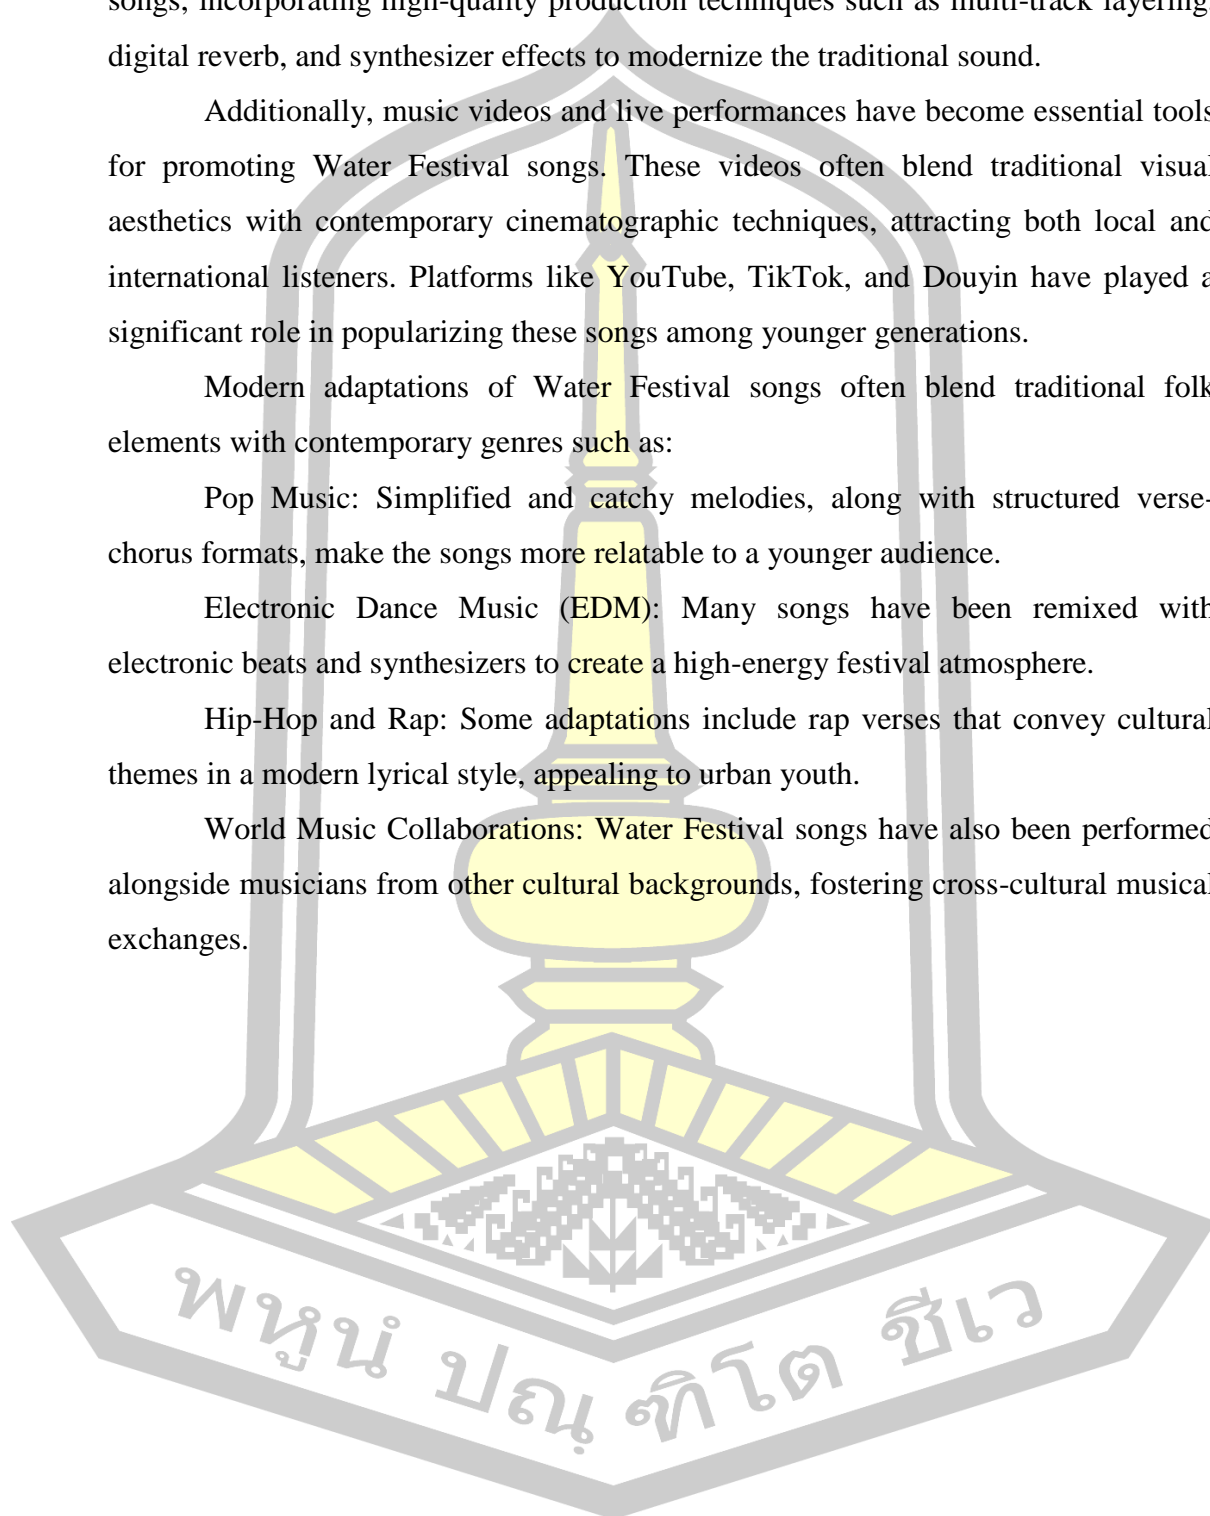 songs, incorporating high-quality production techniques such as multi-track layering,
digital reverb, and synthesizer effects to modernize the traditional sound.
Additionally, music videos and live performances have become essential tools
for promoting Water Festival songs. These videos often blend traditional visual
aesthetics with contemporary cinematographic techniques, attracting both local and
international listeners. Platforms like YouTube, TikTok, and Douyin have played a
significant role in popularizing these songs among younger generations.
Modern adaptations of Water Festival songs often blend traditional folk
elements with contemporary genres such as:
Pop Music: Simplified and catchy melodies, along with structured verse-
chorus formats, make the songs more relatable to a younger audience.
Electronic Dance Music (EDM): Many songs have been remixed with
electronic beats and synthesizers to create a high-energy festival atmosphere.
Hip-Hop and Rap: Some adaptations include rap verses that convey cultural
themes in a modern lyrical style, appealing to urban youth.
World Music Collaborations: Water Festival songs have also been performed
alongside musicians from other cultural backgrounds, fostering cross-cultural musical
exchanges.
พหูนํ ปณฺฑิโต ชีเว